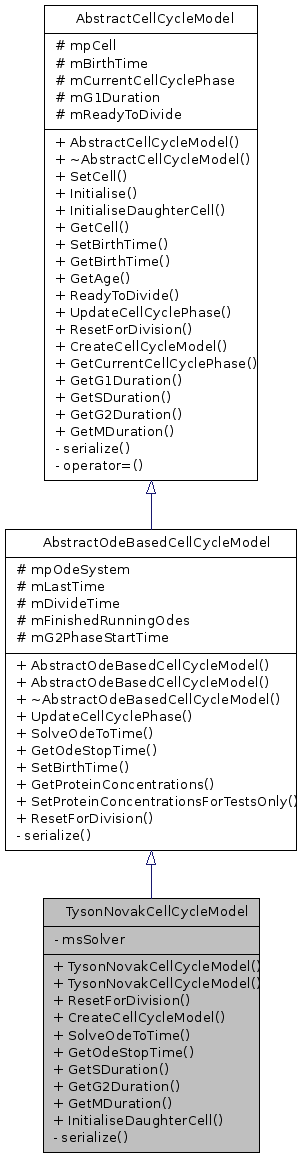 AbstractCellCycleModel
# mpCell
# mBirthTime
# mCurrentCellCyclePhase
# mG1Duration
# mReadyToDivide
+ AbstractCellCycleModel()
+ ~AbstractCellCycleModel()
+ SetCell()
+ Initialise()
+ InitialiseDaughterCell()
+ GetCell()
+ SetBirthTime()
+ GetBirthTime()
+ GetAge()
+ ReadyToDivide()
+ UpdateCellCyclePhase()
+ ResetForDivision()
+ CreateCellCycleModel()
+ GetCurrentCellCyclePhase()
+ GetG1Duration()
+ GetSDuration()
+ GetG2Duration()
+ GetMDuration()
- serialize()
- operator=()
AbstractOdeBasedCellCycleModel
# mpOdeSystem
# mLastTime
# mDivideTime
# mFinishedRunningOdes
# mG2PhaseStartTime
+ AbstractOdeBasedCellCycleModel()
+ AbstractOdeBasedCellCycleModel()
+ ~AbstractOdeBasedCellCycleModel()
+ UpdateCellCyclePhase()
+ SolveOdeToTime()
+ GetOdeStopTime()
+ SetBirthTime()
+ GetProteinConcentrations()
+ SetProteinConcentrationsForTestsOnly()
+ ResetForDivision()
- serialize()
TysonNovakCellCycleModel
- msSolver
+ TysonNovakCellCycleModel()
+ TysonNovakCellCycleModel()
+ ResetForDivision()
+ CreateCellCycleModel()
+ SolveOdeToTime()
+ GetOdeStopTime()
+ GetSDuration()
+ GetG2Duration()
+ GetMDuration()
+ InitialiseDaughterCell()
- serialize()